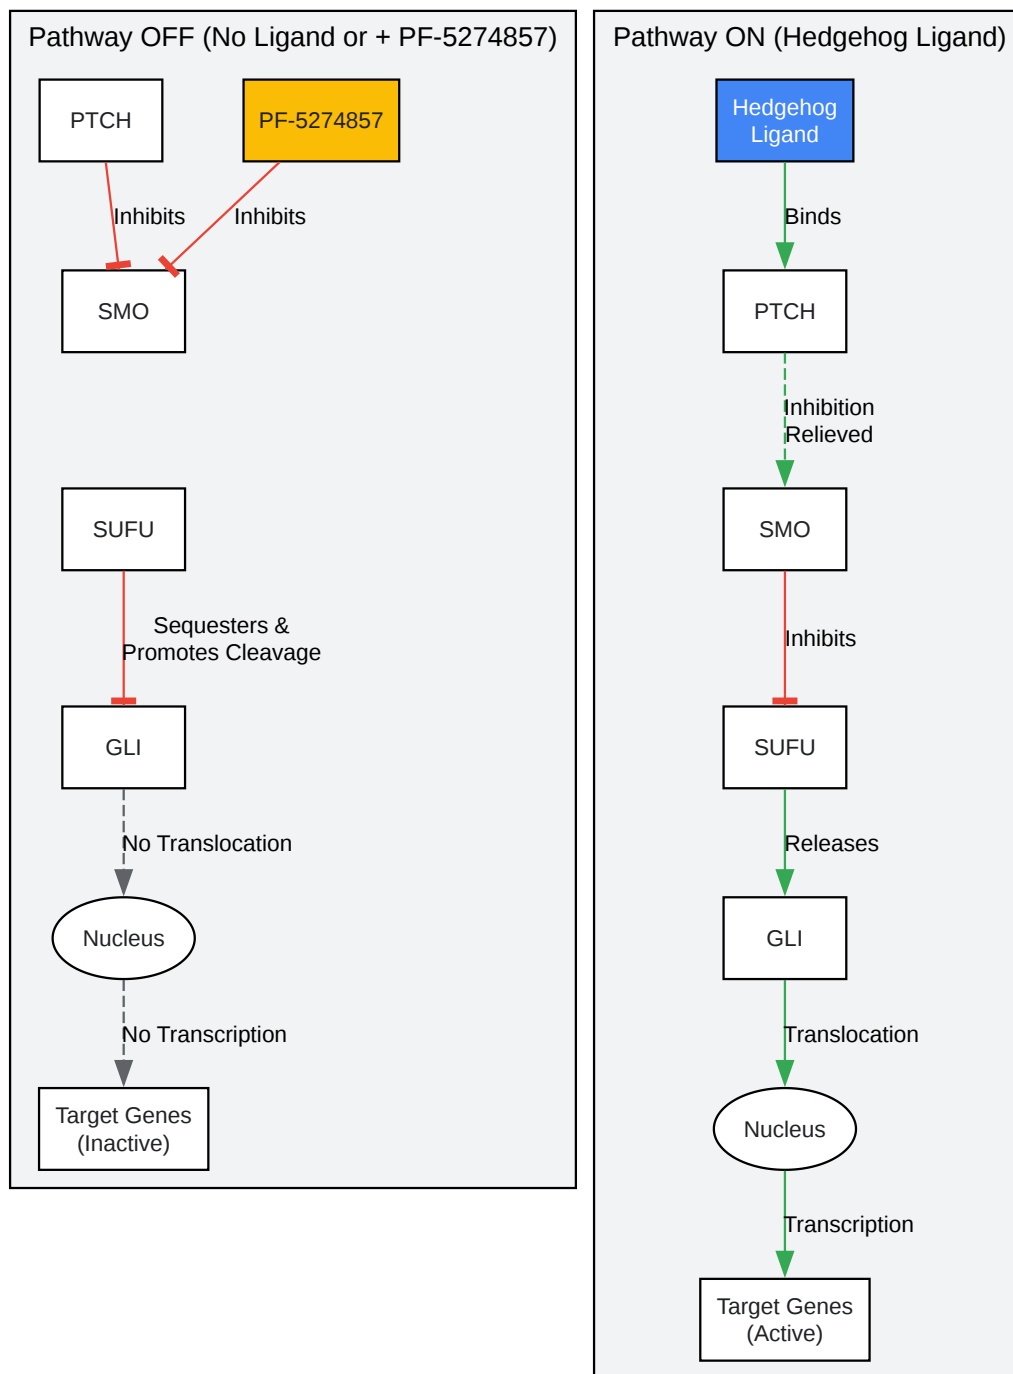 Pathway OFF (No Ligand or + PF-5274857)
PTCH
PF-5274857
Inhibits
Inhibits
SMO
SUFU
Sequesters &
Promotes Cleavage
GLI
No Translocation
Nucleus
No Transcription
Target Genes
(Inactive)
Pathway ON (Hedgehog Ligand)
Hedgehog
Ligand
Binds
PTCH
Inhibition
Relieved
SMO
Inhibits
SUFU
Releases
GLI
Translocation
Nucleus
Transcription
Target Genes
(Active)